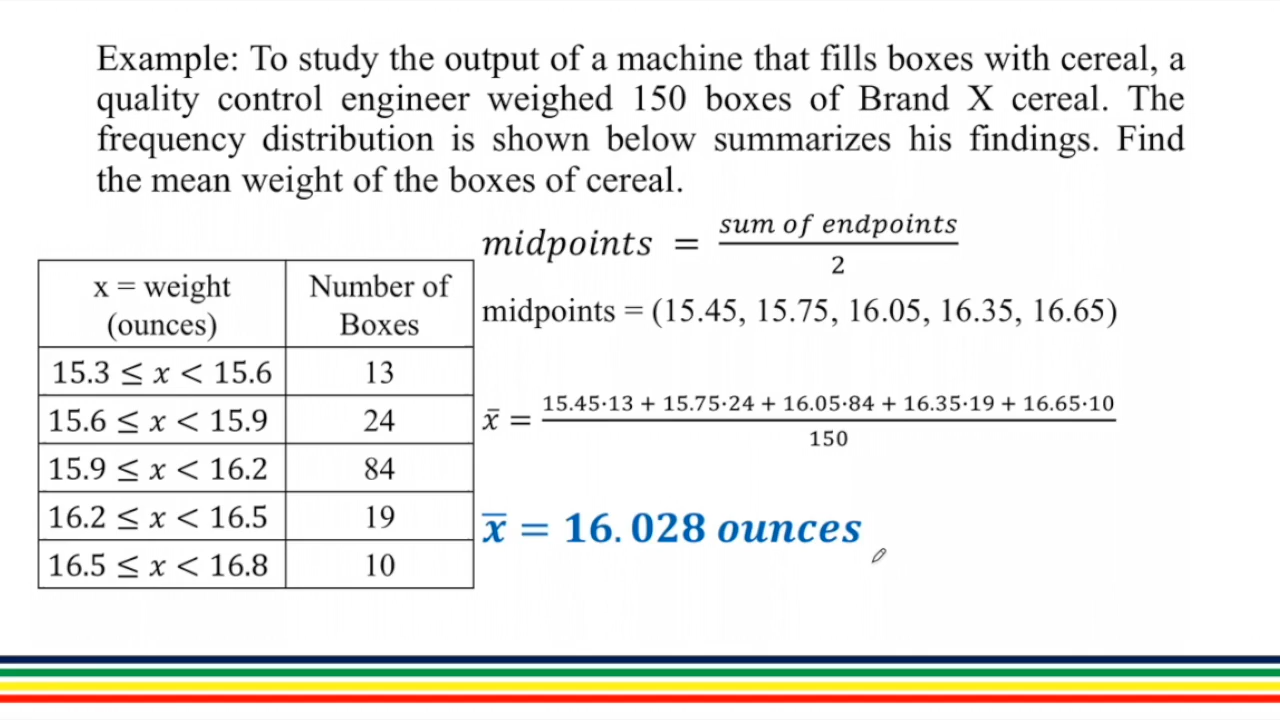 Example: To study the output of a machine that fills boxes with cereal, a
quality control engineer weighed 150 boxes of Brand X cereal. The
frequency distribution is shown below summarizes his findings. Find
the mean weight of the boxes of cereal.
midpoints = sum of endpoints / 2
midpoints = (15.45, 15.75, 16.05, 16.35, 16.65)
x = weight (ounces) Number of Boxes
15.3 ≤ x < 15.6 13
15.6 ≤ x < 15.9 24
15.9 ≤ x < 16.2 84
16.2 ≤ x < 16.5 19
16.5 ≤ x < 16.8 10
x̄ = 15.45·13 + 15.75·24 + 16.05·84 + 16.35·19 + 16.65·10 / 150
x̄ = 16.028 ounces